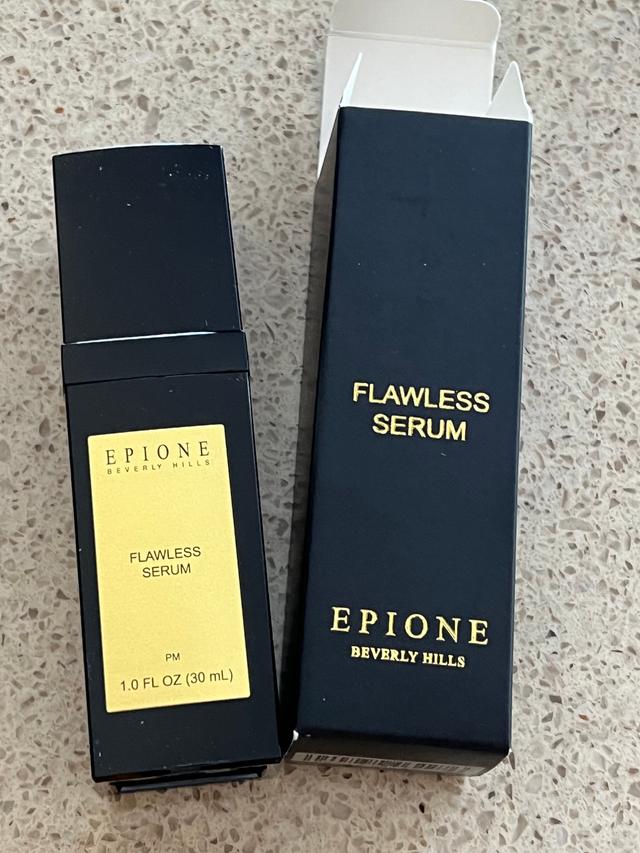 EPIONE
BEVERLY HILLS
FLAWLESS
SERUM
PM
1.0 FL OZ (30 mL)
FLAWLESS
SERUM
EPIONE
BEVERLY HILLS